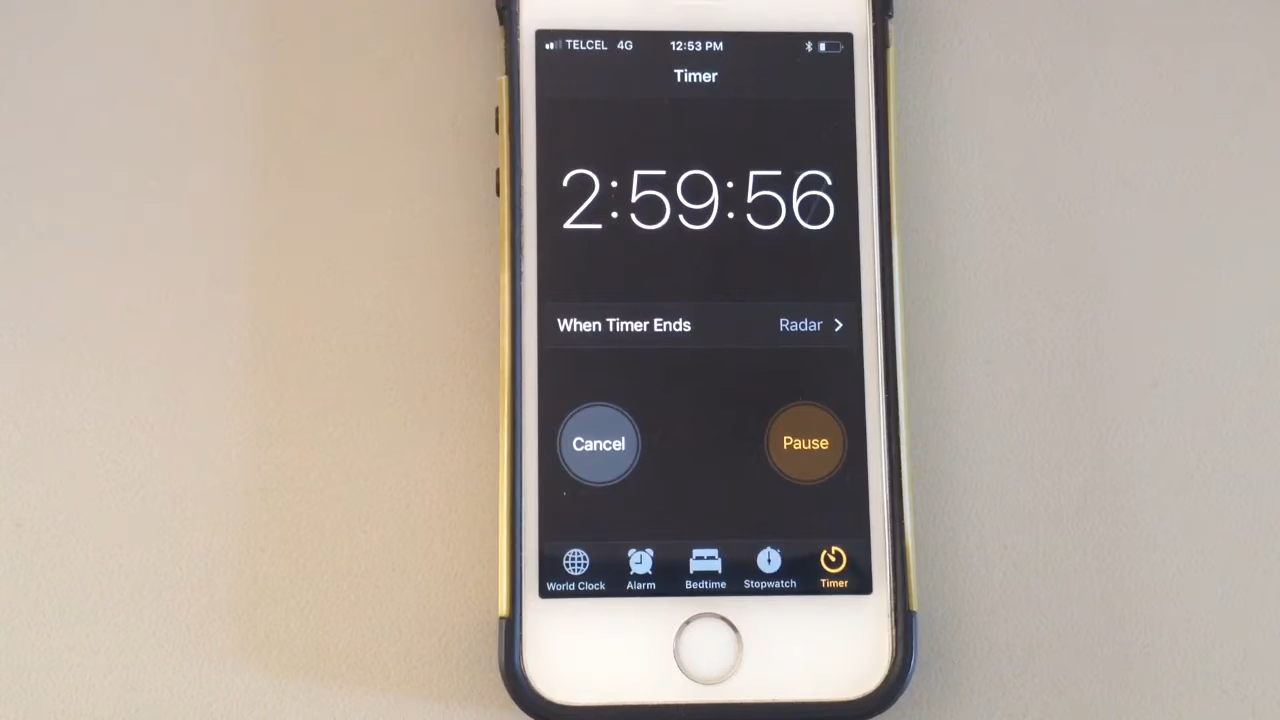 TELCEL 4G 12:53 PM
Timer
2:59:56
When Timer Ends Radar
Cancel Pause
World Clock Alarm Bedtime Stopwatch Timer